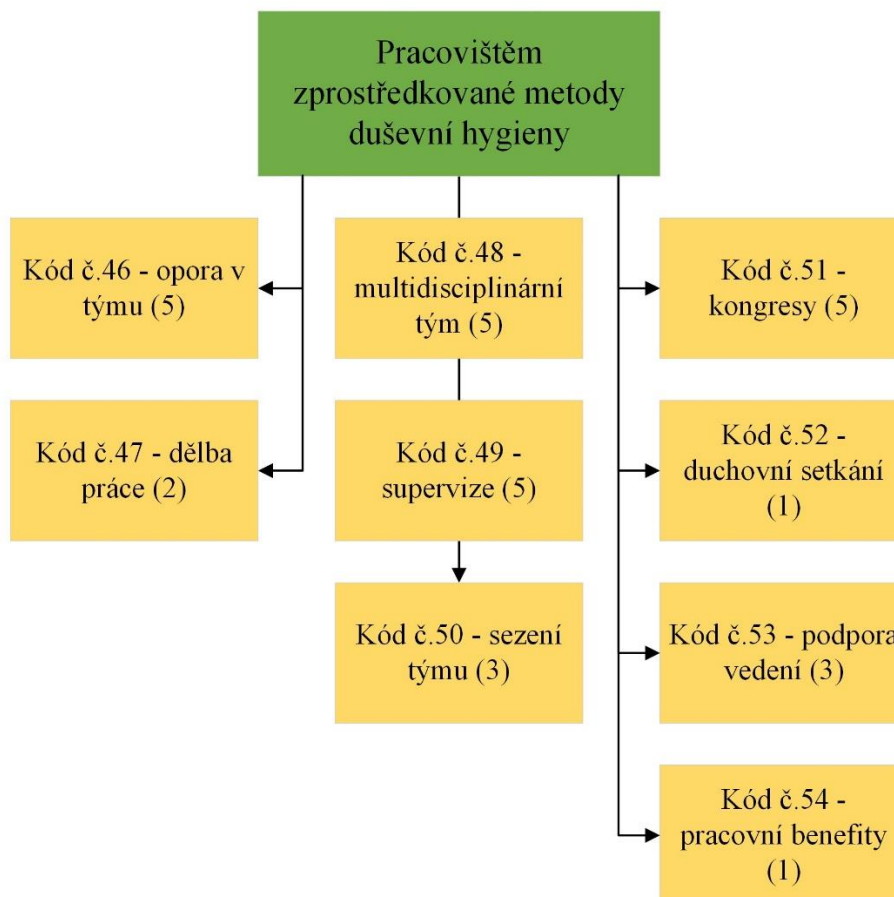 Pracovištěm
zprostředkované metody
duševní hygieny
Kód č.46 - opora v
týmu (5)
Kód č.47 - dělba
práce (2)
Kód č.48 -
multidisciplinární
tým (5)
Kód č.49 -
supervize (5)
Kód č.50 - sezení
týmu (3)
Kód č.51 -
kongresy (5)
Kód č.52 -
duchovní setkání
(1)
Kód č.53 - podpora
vedení (3)
Kód č.54 -
pracovní benefity
(1)